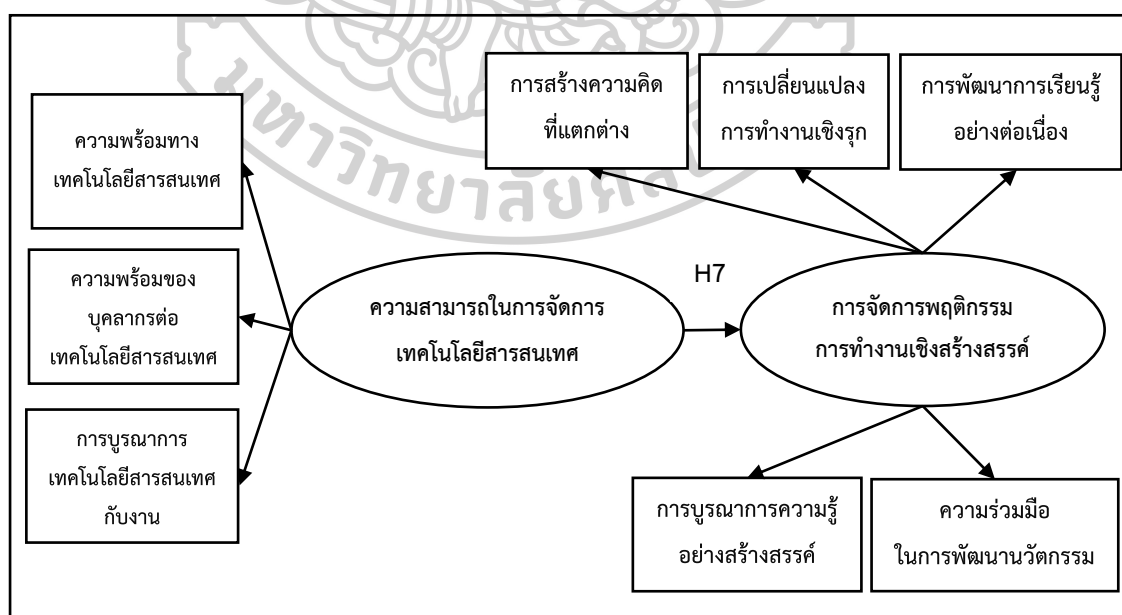 การสร้างความคิด
ที่แตกต่าง
การเปลี่ยนแปลง
การทำงานเชิงรุก
การพัฒนาการเรียนรู้
อย่างต่อเนื่อง
ความพร้อมทาง
เทคโนโลยีสารสนเทศ
ความพร้อมของ
บุคลากรต่อ
เทคโนโลยีสารสนเทศ
การบูรณาการ
เทคโนโลยีสารสนเทศ
กับงาน
ความสามารถในการจัดการ
เทคโนโลยีสารสนเทศ
H7
การจัดการพฤติกรรม
การทำงานเชิงสร้างสรรค์
การบูรณาการความรู้
อย่างสร้างสรรค์
ความร่วมมือ
ในการพัฒนานวัตกรรม